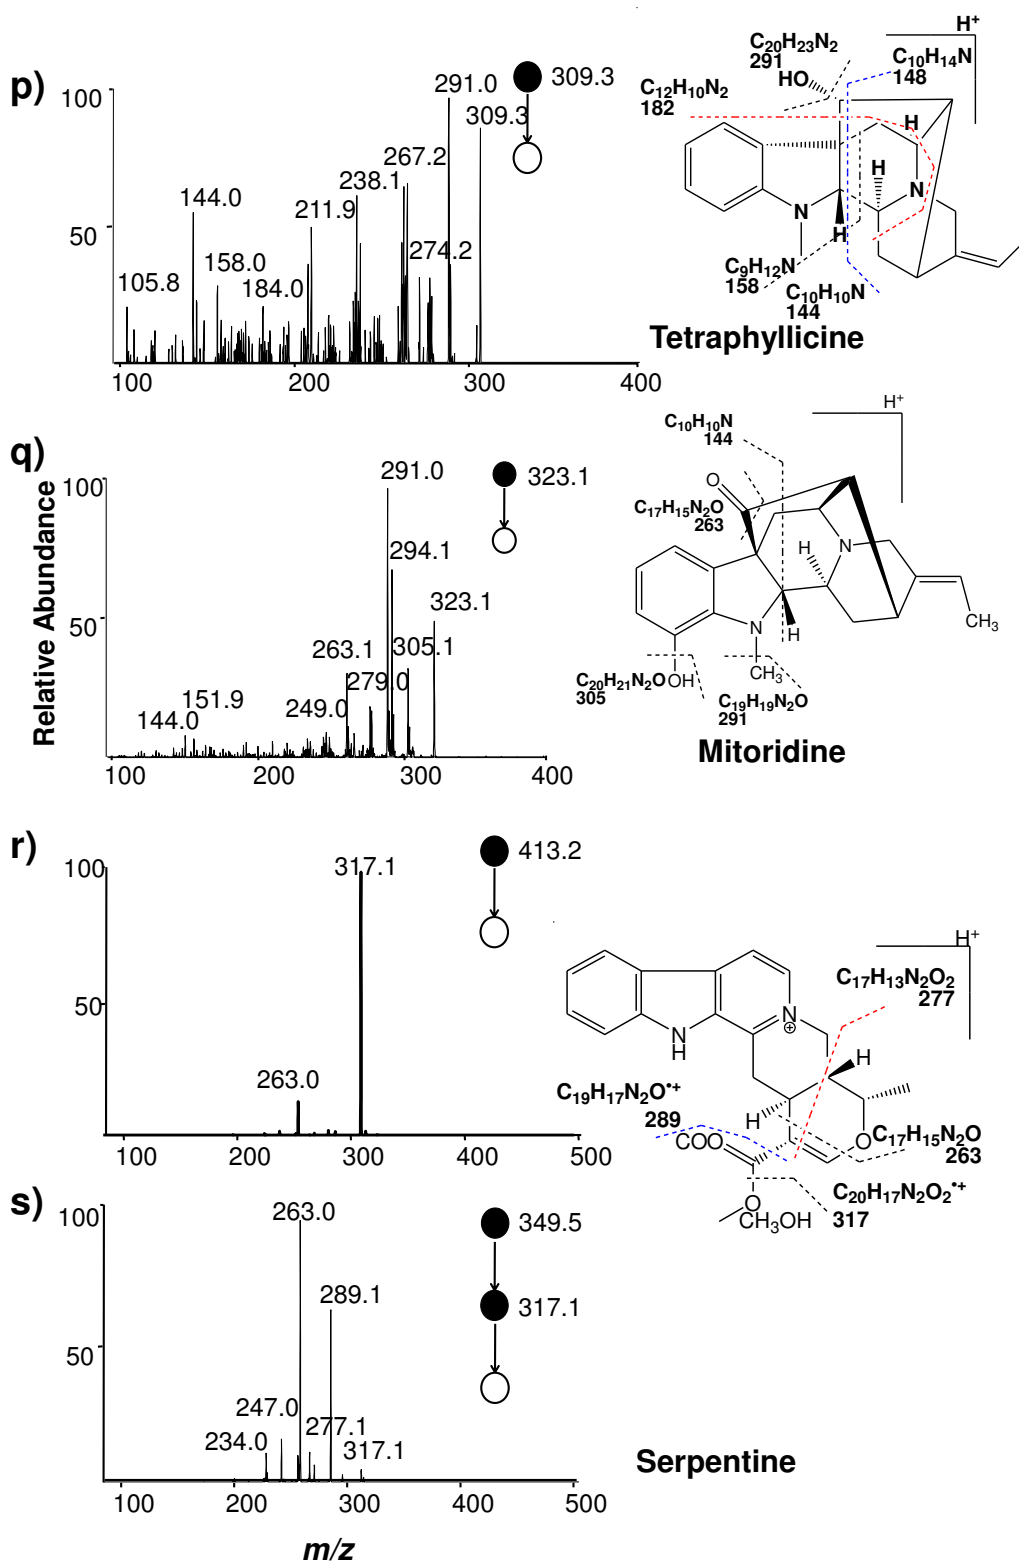 p)
100
50
105.8
144.0
158.0
184.0
211.9
238.1
267.2
274.2
291.0
309.3
309.3
100
200
300
400
H⁺
C₂₀H₂₃N₂
291
HO
C₁₀H₁₄N
148
C₁₂H₁₀N₂
182
H
H
N
N
H
C₉H₁₂N
158
C₁₀H₁₀N
144
Tetraphyllicine
q)
Relative Abundance
100
50
144.0
151.9
249.0
263.1
279.0
291.0
294.1
305.1
323.1
323.1
100
200
300
400
H⁺
C₁₀H₁₀N
144
O
C₁₇H₁₅N₂O
263
H
N
N
H
CH₃
CH₃
OH
C₂₀H₂₁N₂O
305
C₁₉H₁₉N₂O
291
Mitoridine
r)
100
50
263.0
317.1
413.2
100
200
300
400
500
H⁺
C₁₇H₁₃N₂O₂
277
N
⊕
N
H
H
C₁₉H₁₇N₂O•⁺
289
H
COO
O
C₁₇H₁₅N₂O
263
C₂₀H₁₇N₂O₂•⁺
317
O
CH₃OH
s)
100
50
234.0
247.0
263.0
277.1
289.1
317.1
349.5
317.1
100
200
300
400
500
Serpentine
m/z